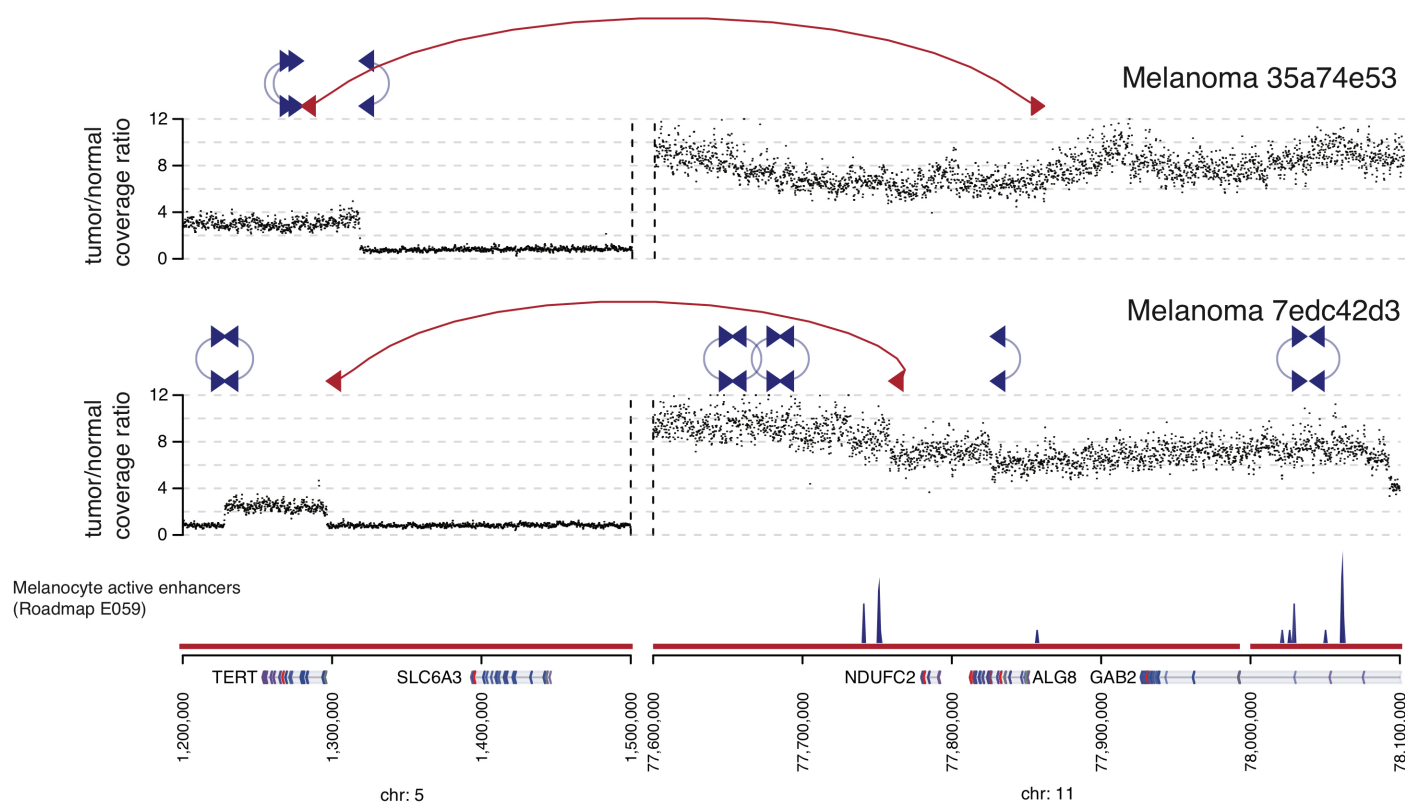 Melanoma 35a74e53
tumor/normal
coverage ratio
12
8
4
0
Melanoma 7edc42d3
tumor/normal
coverage ratio
12
8
4
0
Melanocyte active enhancers
(Roadmap E059)
TERT SLC6A3 NDUFC2 ALG8 GAB2
1,200,000 1,300,000 1,400,000 1,500,000 77,600,000 77,700,000 77,800,000 77,900,000 78,000,000 78,100,000
chr: 5 chr: 11